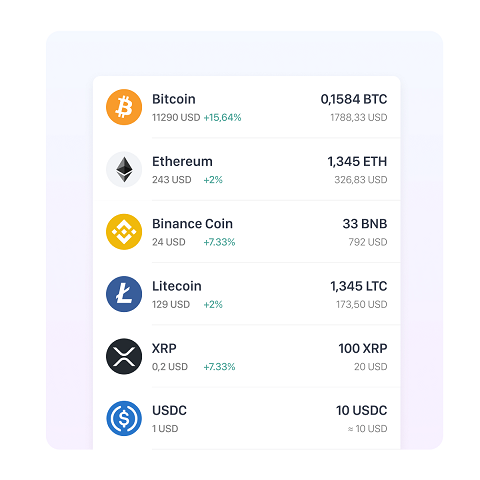 Bitcoin 0,1584 BTC
11290 USD +15,64% 1788,33 USD
Ethereum 1,345 ETH
243 USD +2% 326,83 USD
Binance Coin 33 BNB
24 USD +7.33% 792 USD
Litecoin 1,345 LTC
129 USD +2% 173,50 USD
XRP 100 XRP
0,2 USD +7.33% 20 USD
USDC 10 USDC
1 USD ≈ 10 USD